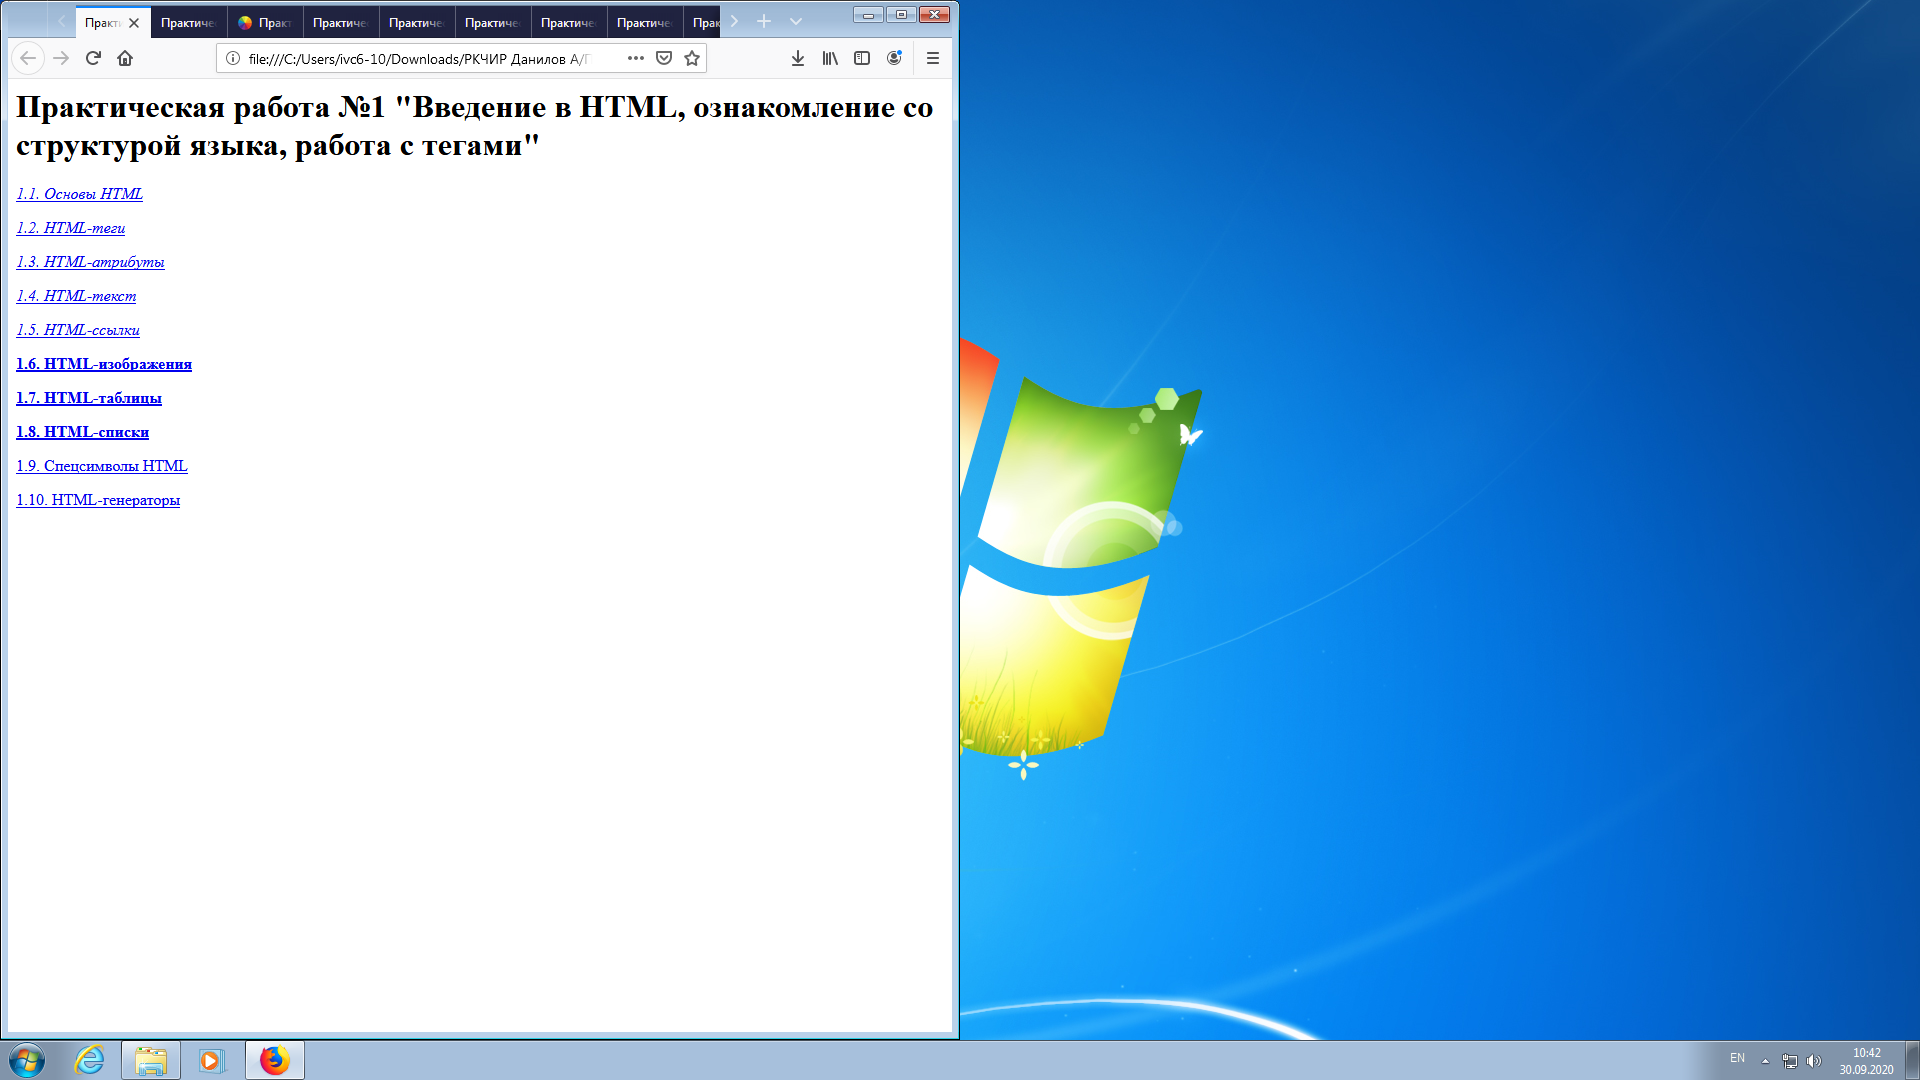 Практ
Практиче
Практ
Практиче
Практиче
Практиче
Практиче
Практиче
Прак
file:///C:/Users/ivc6-10/Downloads/РКЧИР Данилов А/П
Практическая работа №1 "Введение в HTML, ознакомление со
структурой языка, работа с тегами"
1.1. Основы HTML
1.2. HTML-теги
1.3. HTML-атрибуты
1.4. HTML-текст
1.5. HTML-ссылки
1.6. HTML-изображения
1.7. HTML-таблицы
1.8. HTML-списки
1.9. Спецсимволы HTML
1.10. HTML-генераторы
EN
10:42
30.09.2020